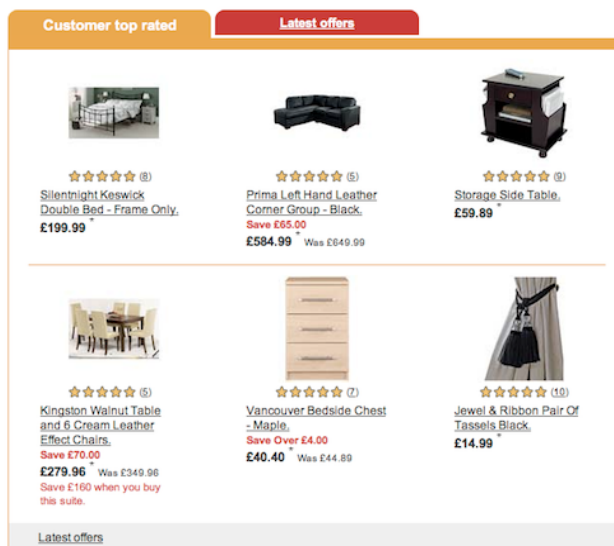 Customer top rated
Latest offers
(8)
Silentnight Keswick
Double Bed - Frame Only.
£199.99 *
(5)
Prima Left Hand Leather
Corner Group - Black.
Save £65.00
£584.99 * Was £649.99
(9)
Storage Side Table.
£59.89 *
(5)
Kingston Walnut Table
and 6 Cream Leather
Effect Chairs.
Save £70.00
£279.96 * Was £349.96
Save £160 when you buy
this suite.
(7)
Vancouver Bedside Chest
- Maple.
Save Over £4.00
£40.40 * Was £44.89
(10)
Jewel & Ribbon Pair Of
Tassels Black.
£14.99 *
Latest offers